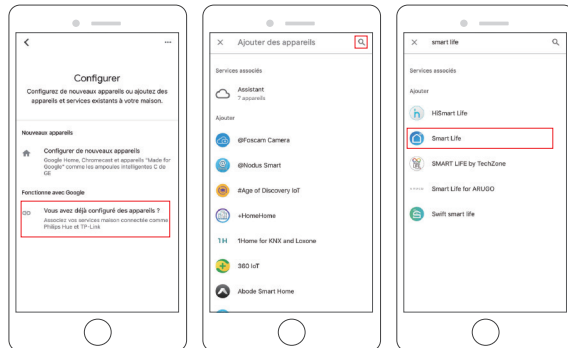 Configurer
Configurez de nouveaux appareils ou ajoutez des
appareils et services existants à votre maison.
Nouveaux appareils
Configurer de nouveaux appareils
Google Home, Chromecast et appareils "Made for
Google" comme les ampoules intelligentes C de
GE
Fonctionne avec Google
Vous avez déjà configuré des appareils ?
Associez vos services maison connectée comme
Philips Hue et TP-Link
Ajouter des appareils
Services associés
Assistant
7 appareils
Ajouter
@Foscam Camera
@Nodus Smart
#Age of Discovery IoT
+HomeHome
1H 1Home for KNX and Loxone
360 IoT
Abode Smart Home
smart life
Services associés
Ajouter
h HiSmart Life
Smart Life
SMART LIFE by TechZone
Smart Life for ARUGO
Swift smart life